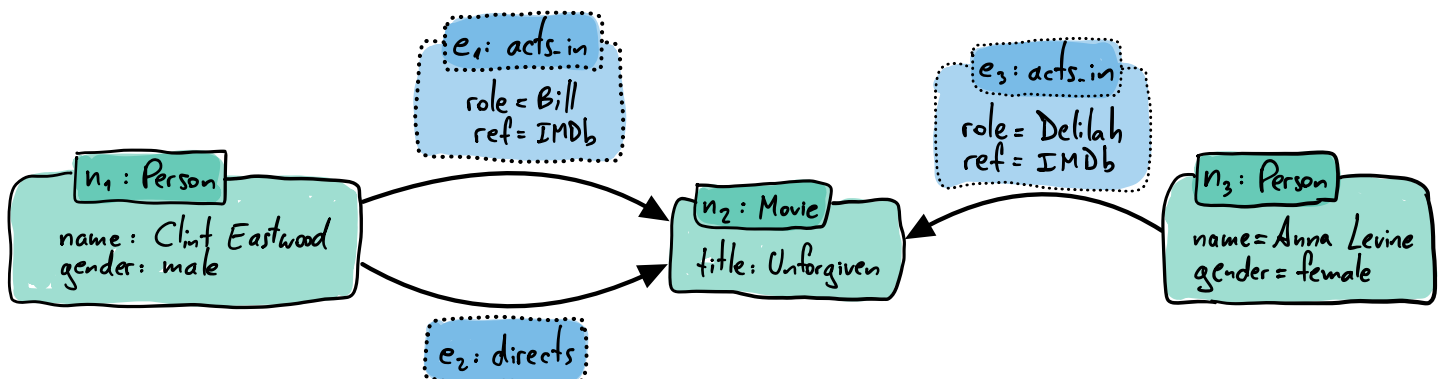 e₁: acts_in
role = Bill
ref = IMDb
e₃: acts_in
role = Delilah
ref = IMDb
n₁: Person
name: Clint Eastwood
gender: male
n₂: Movie
title: Unforgiven
n₃: Person
name = Anna Levine
gender = female
e₂: directs